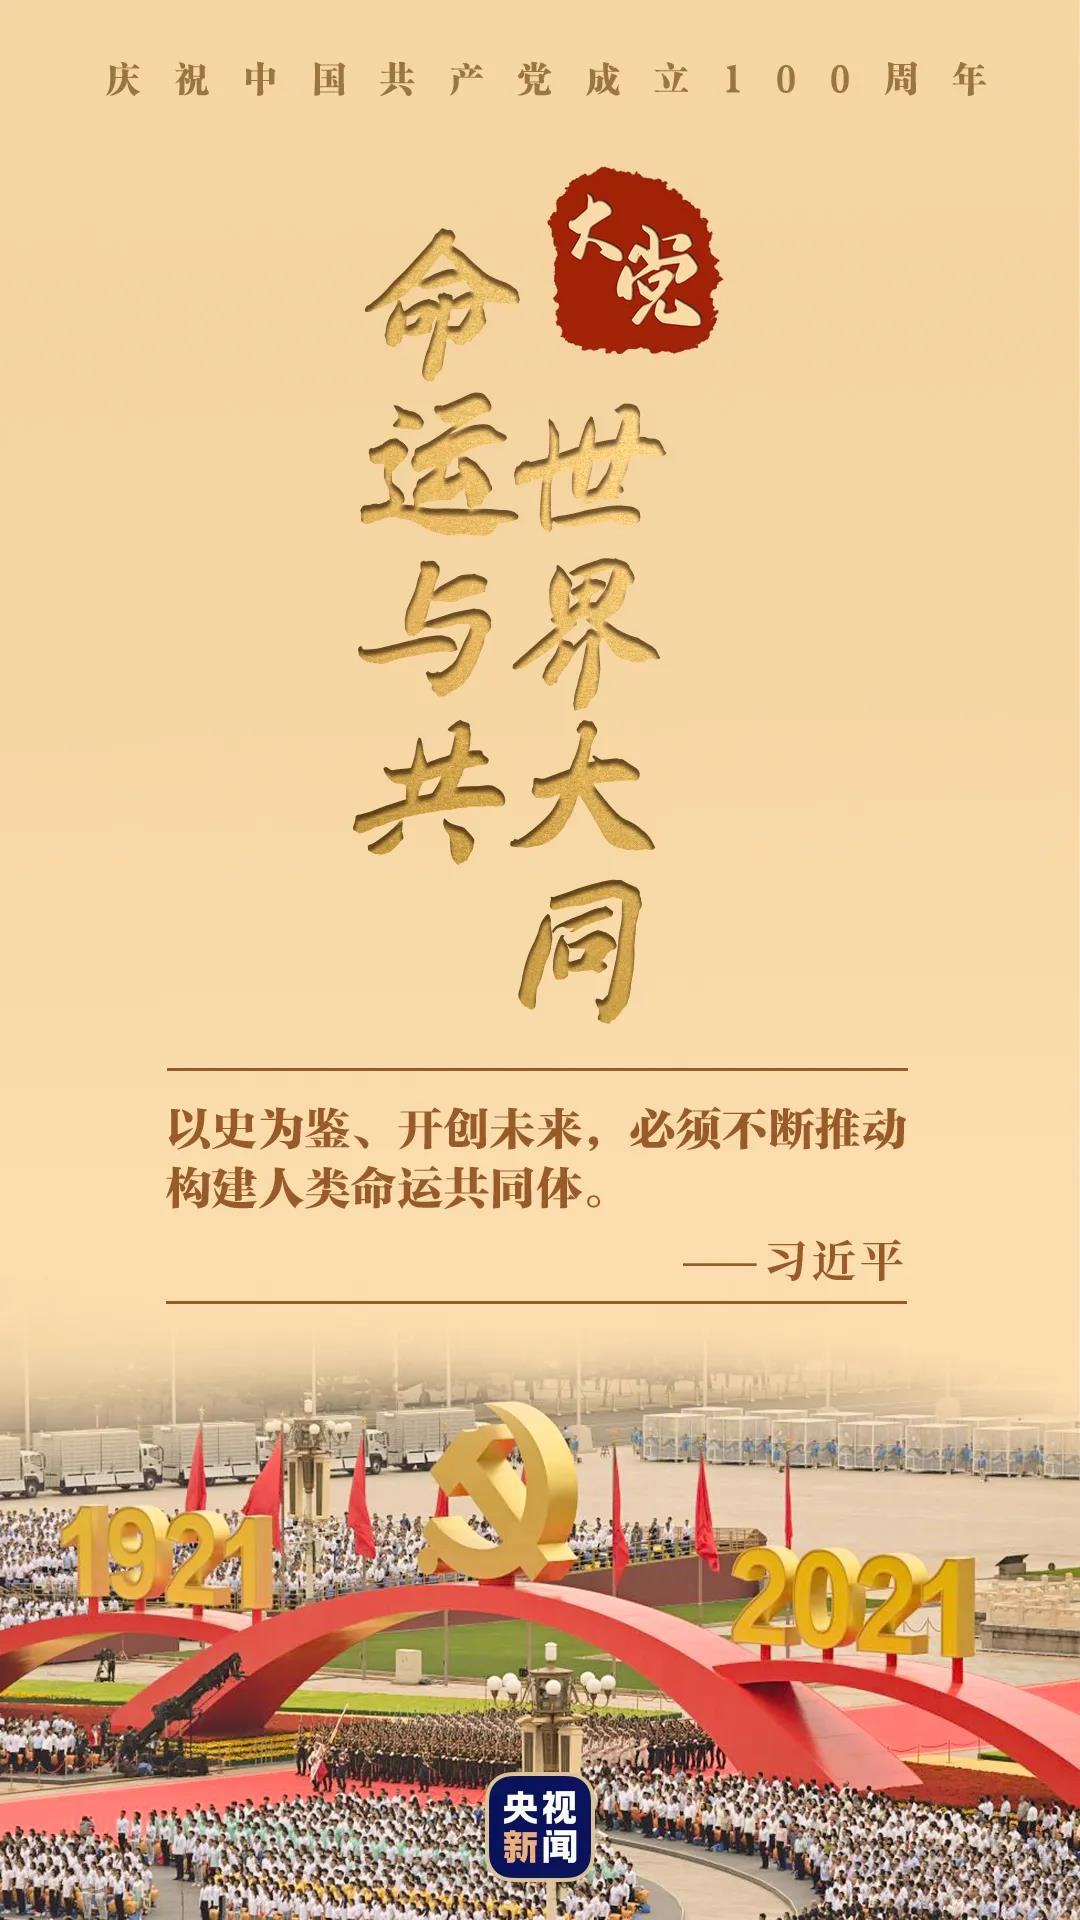 庆祝中国共产党成立100周年
大党
世界大同
命运与共
以史为鉴、开创未来，必须不断推动
构建人类命运共同体。
——习近平
1921
2021
央视
新闻